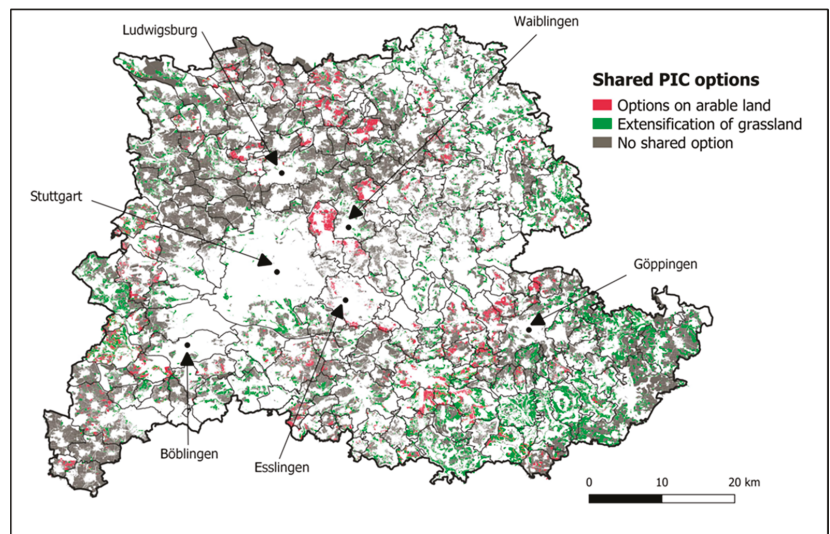 Ludwigsburg
Waiblingen
Shared PIC options
Options on arable land
Extensification of grassland
No shared option
Stuttgart
Göppingen
Böblingen
Esslingen
0 10 20 km